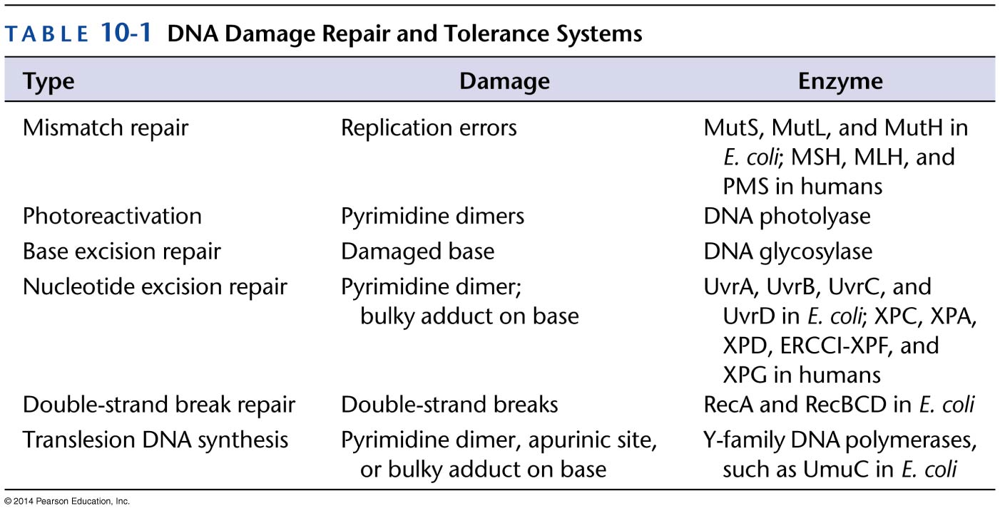 TABLE 10-1 DNA Damage Repair and Tolerance Systems
Type Damage Enzyme
Mismatch repair Replication errors MutS, MutL, and MutH in
E. coli; MSH, MLH, and
PMS in humans
Photoreactivation Pyrimidine dimers DNA photolyase
Base excision repair Damaged base DNA glycosylase
Nucleotide excision repair Pyrimidine dimer; UvrA, UvrB, UvrC, and
bulky adduct on base UvrD in E. coli; XPC, XPA,
XPD, ERCCI-XPF, and
XPG in humans
Double-strand break repair Double-strand breaks RecA and RecBCD in E. coli
Translesion DNA synthesis Pyrimidine dimer, apurinic site, Y-family DNA polymerases,
or bulky adduct on base such as UmuC in E. coli
© 2014 Pearson Education, Inc.